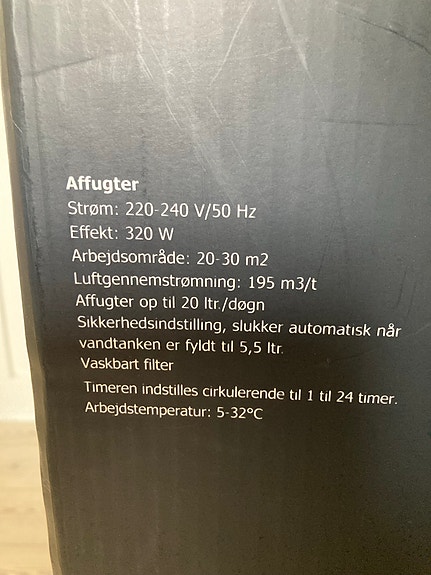 Affugter
Strøm: 220-240 V/50 Hz
Effekt: 320 W
Arbejdsområde: 20-30 m2
Luftgennemstrømning: 195 m3/t
Affugter op til 20 ltr./døgn
Sikkerhedsindstilling, slukker automatisk når
vandtanken er fyldt til 5,5 ltr.
Vaskbart filter
Timeren indstilles cirkulerende til 1 til 24 timer.
Arbejdstemperatur: 5-32°C